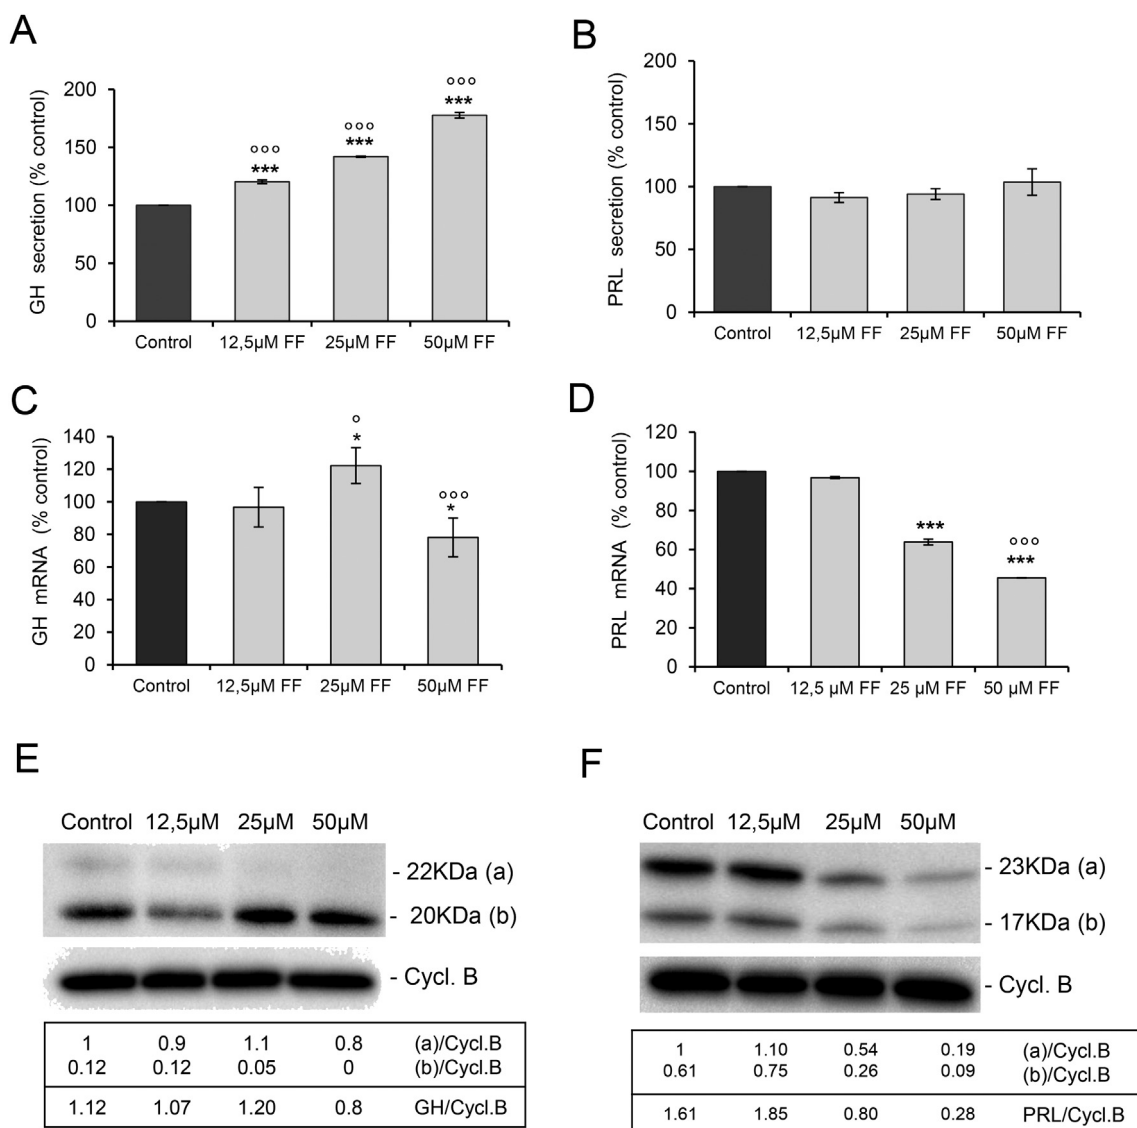 A
GH secretion (% control)
200
150
100
50
0
***
°°°
***
°°°
***
°°°
Control 12,5µM FF 25µM FF 50µM FF
B
PRL secretion (% control)
200
150
100
50
0
Control 12,5µM FF 25µM FF 50µM FF
C
GH mRNA (% control)
140
120
100
80
60
40
20
0
°
*
°°°
*
Control 12,5µM FF 25µM FF 50µM FF
D
PRL mRNA (% control)
120
100
80
60
40
20
0
***
°°°
***
Control 12,5 µM FF 25 µM FF 50 µM FF
E
Control 12,5µM 25µM 50µM
- 22KDa (a)
- 20KDa (b)
- Cycl. B
1 0.9 1.1 0.8 (a)/Cycl.B
0.12 0.12 0.05 0 (b)/Cycl.B
1.12 1.07 1.20 0.8 GH/Cycl.B
F
Control 12,5µM 25µM 50µM
- 23KDa (a)
- 17KDa (b)
- Cycl. B
1 1.10 0.54 0.19 (a)/Cycl.B
0.61 0.75 0.26 0.09 (b)/Cycl.B
1.61 1.85 0.80 0.28 PRL/Cycl.B